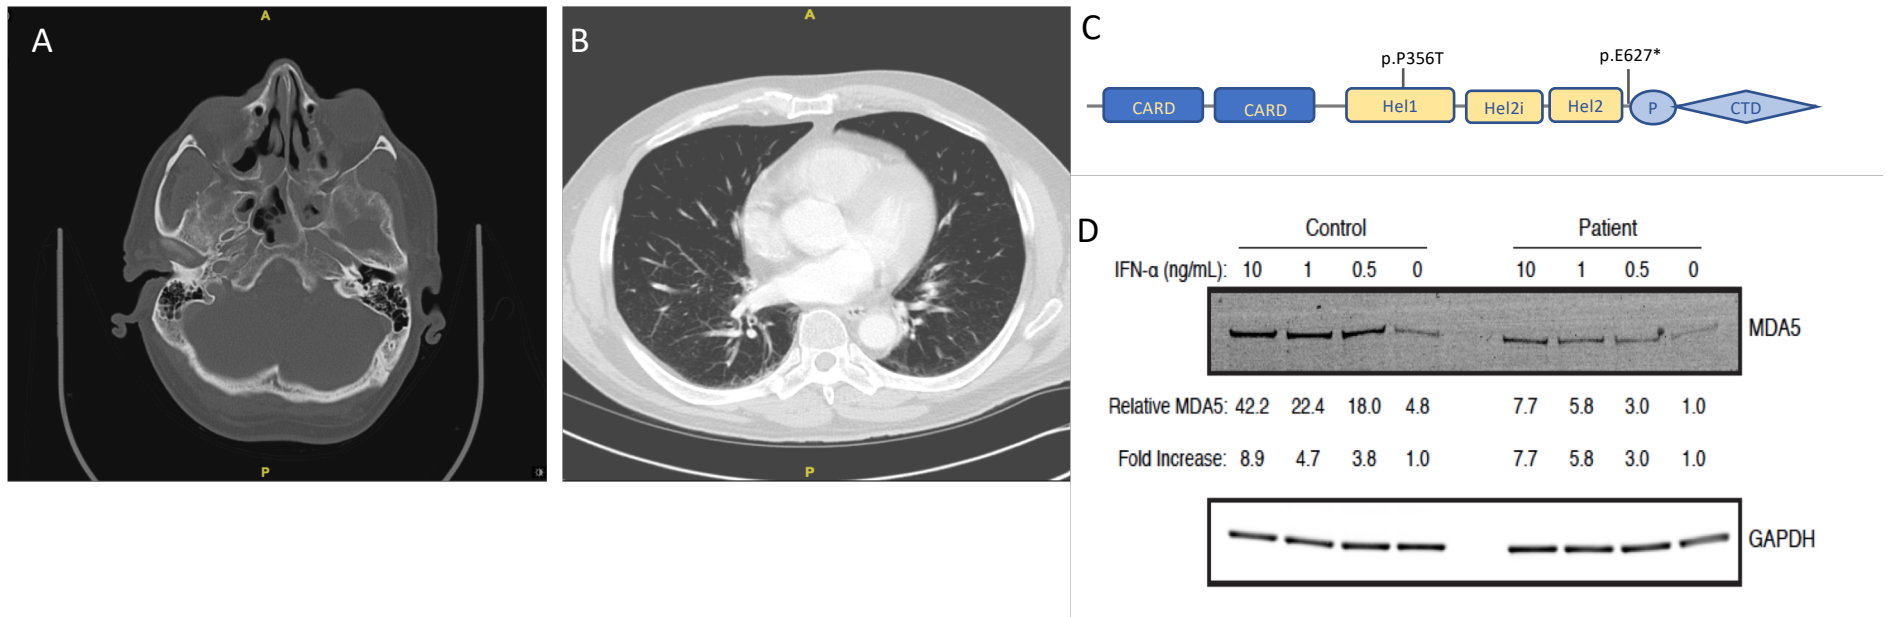 A
A
P
B
A
P
C
p.P356T
p.E627*
CARD
CARD
Hel1
Hel2i
Hel2
P
CTD
D
Control
Patient
IFN-α (ng/mL): 10 1 0.5 0 10 1 0.5 0
MDA5
Relative MDA5: 42.2 22.4 18.0 4.8 7.7 5.8 3.0 1.0
Fold Increase: 8.9 4.7 3.8 1.0 7.7 5.8 3.0 1.0
GAPDH